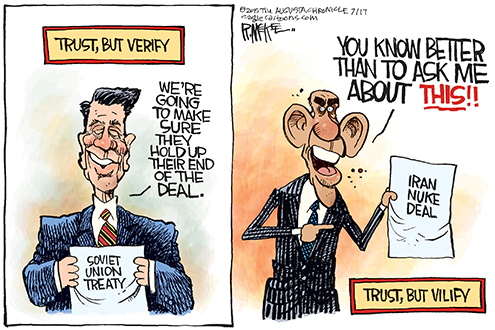 TRUST, BUT VERIFY
WE'RE
GOING
TO MAKE
SURE
THEY
HOLD UP
THEIR END
OF THE
DEAL.
SOVIET
UNION
TREATY
©2015 THE AUGUSTA CHRONICLE 7/17
caglecartoons.com
YOU KNOW BETTER
THAN TO ASK ME
ABOUT THIS!!
IRAN
NUKE
DEAL
TRUST, BUT VILIFY